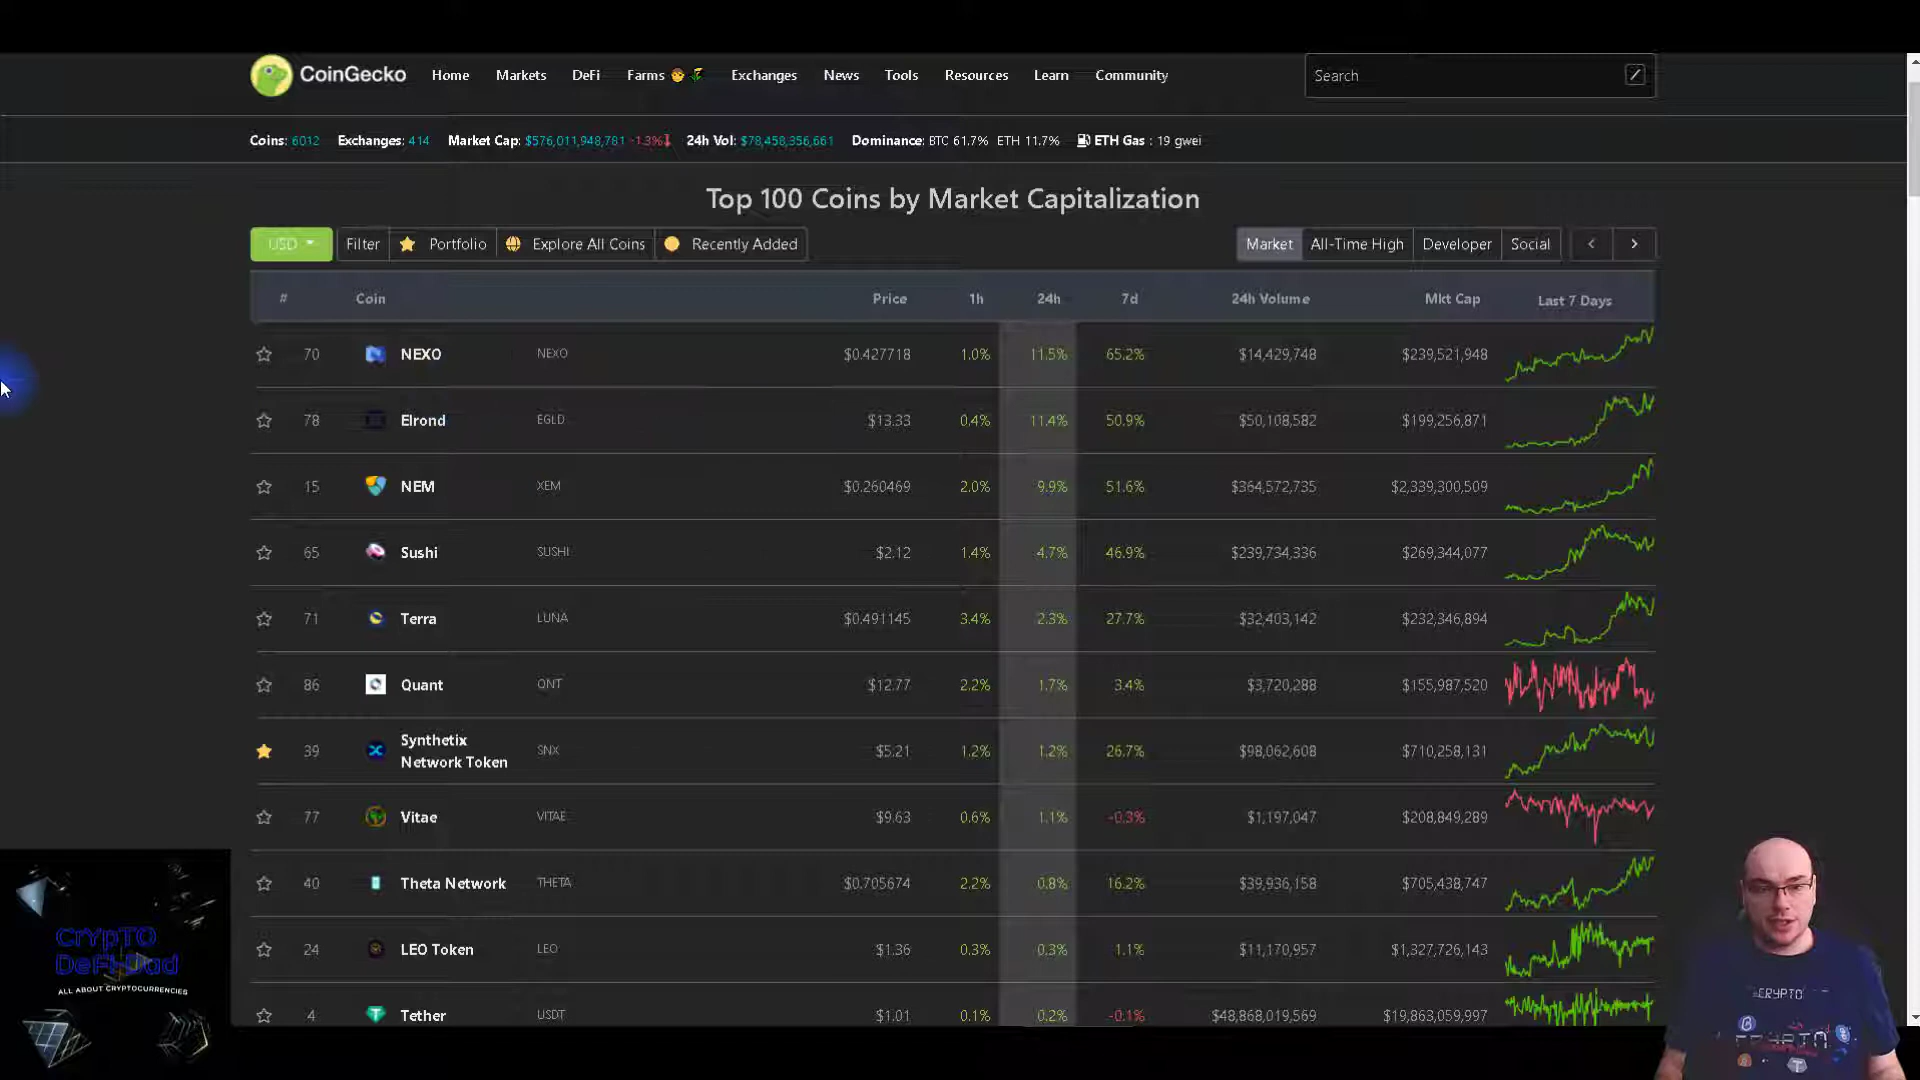 CoinGecko Home Markets DeFi Farms Exchanges News Tools Resources Learn Community Search /
Coins: 6012 Exchanges: 414 Market Cap: $576,011,948,781 -1.3% 24h Vol: $78,458,356,661 Dominance: BTC 61.7% ETH 11.7% ETH Gas : 19 gwei
Top 100 Coins by Market Capitalization
USD Filter Portfolio Explore All Coins Recently Added Market All-Time High Developer Social < >
# Coin Price 1h 24h 7d 24h Volume Mkt Cap Last 7 Days
70 NEXO NEXO $0.427718 1.0% 11.5% 65.2% $14,429,748 $239,521,948
78 Elrond EGLD $13.33 0.4% 11.4% 50.9% $50,108,582 $199,256,871
15 NEM XEM $0.260469 2.0% 9.9% 51.6% $364,572,735 $2,339,300,509
65 Sushi SUSHI $2.12 1.4% 4.7% 46.9% $239,734,336 $269,344,077
71 Terra LUNA $0.491145 3.4% 2.3% 27.7% $32,403,142 $232,346,894
86 Quant QNT $12.77 2.2% 1.7% 3.4% $3,720,288 $155,987,520
39 Synthetix Network Token SNX $5.21 1.2% 1.2% 26.7% $98,062,608 $710,258,131
77 Vitae VITAE $9.63 0.6% 1.1% -0.3% $1,197,047 $208,849,289
40 Theta Network THETA $0.705674 2.2% 0.8% 16.2% $39,936,158 $705,438,747
24 LEO Token LEO $1.36 0.3% 0.3% 1.1% $11,170,957 $1,327,726,143
4 Tether USDT $1.01 0.1% 0.2% -0.1% $48,868,019,569 $19,863,059,997
CrypTO
DeFi Dad
ALL ABOUT CRYPTOCURRENCIES
CRYPTO